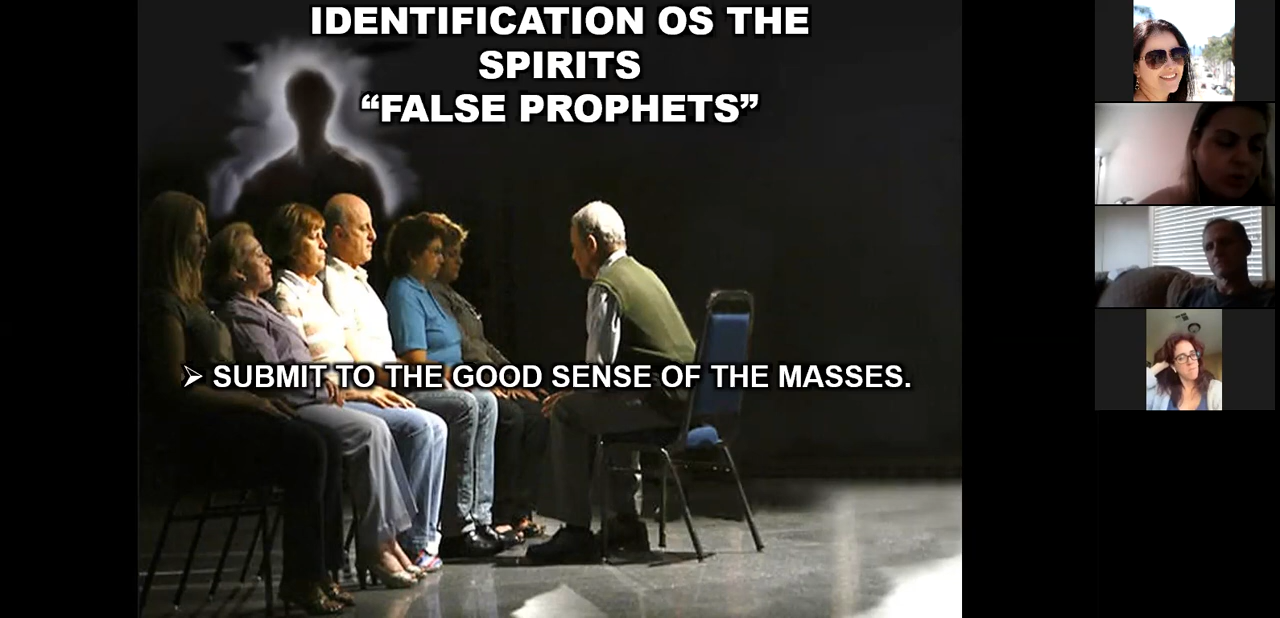 IDENTIFICATION OS THE
SPIRITS
“FALSE PROPHETS”
➢ SUBMIT TO THE GOOD SENSE OF THE MASSES.